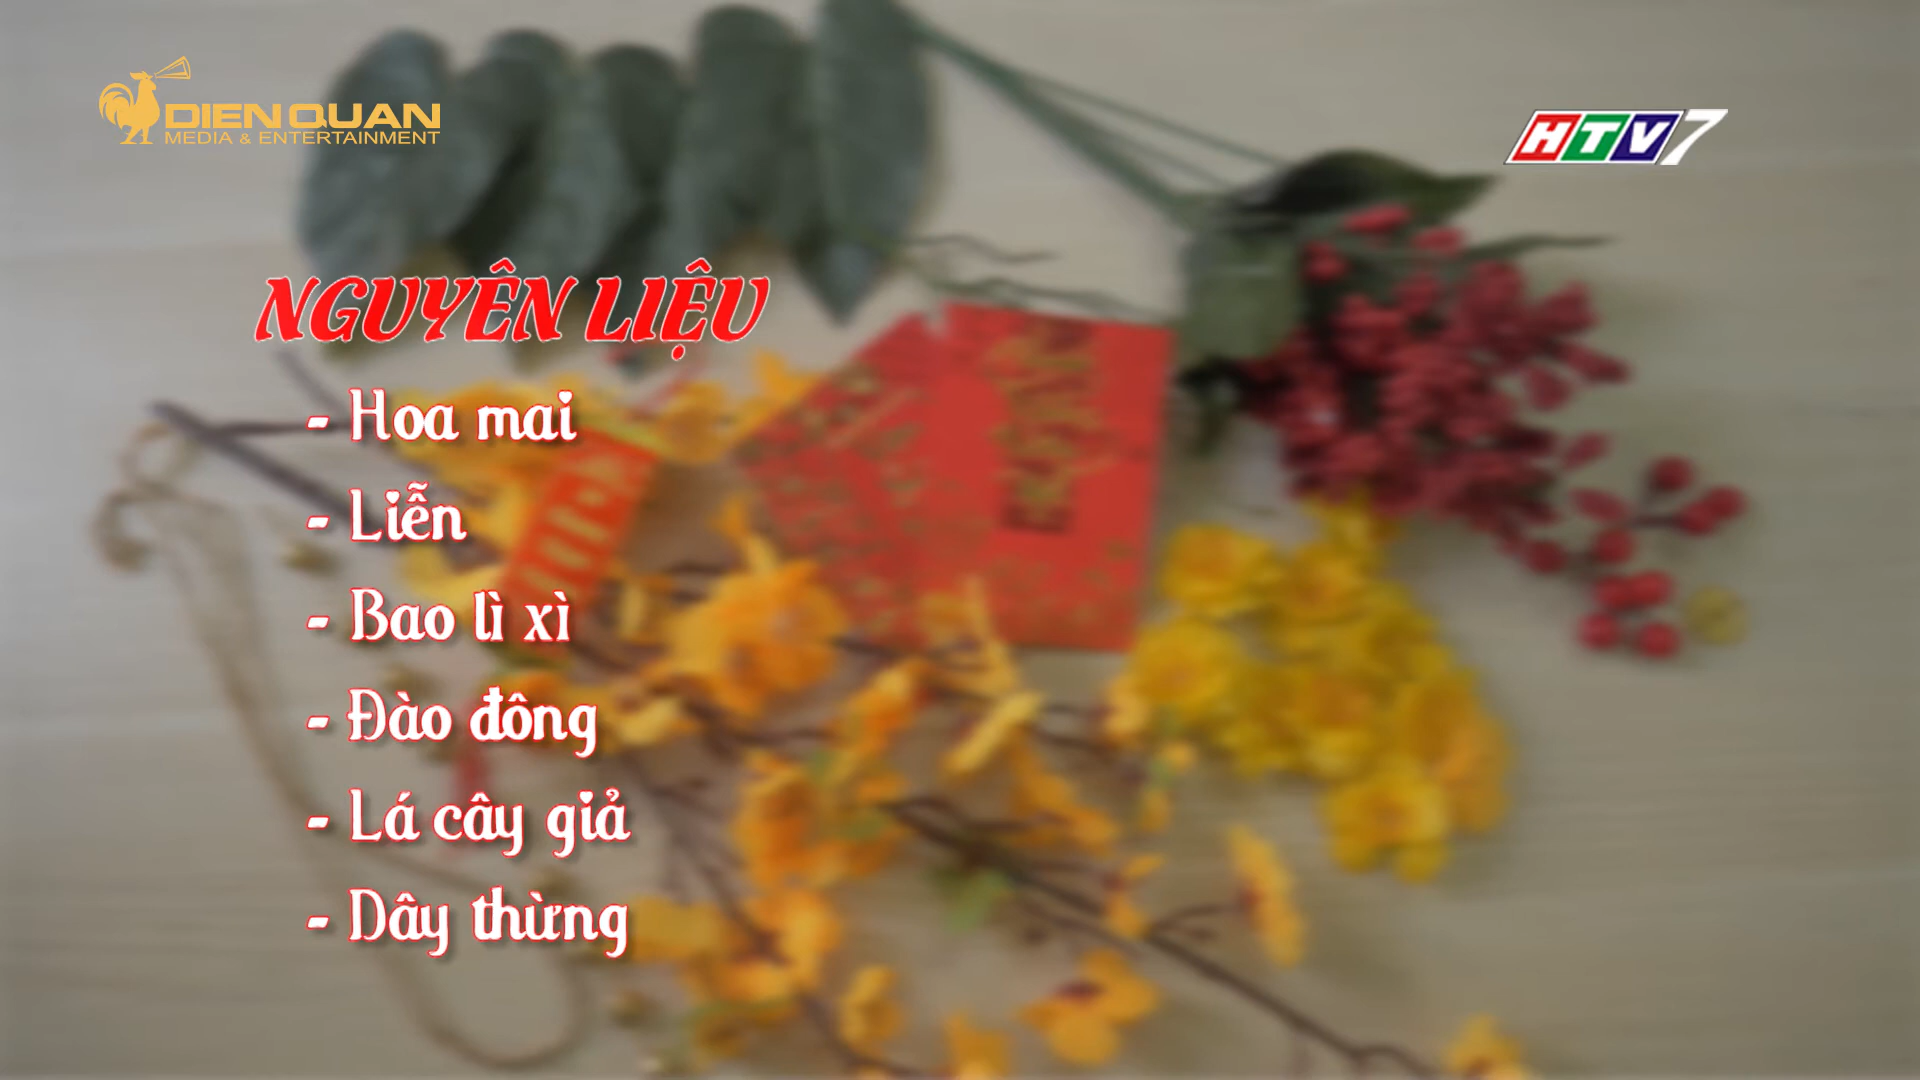 DIEN QUAN
MEDIA & ENTERTAINMENT
HTV7
NGUYÊN LIỆU
- Hoa mai
- Liễn
- Bao lì xì
- Đào đông
- Lá cây giả
- Dây thừng